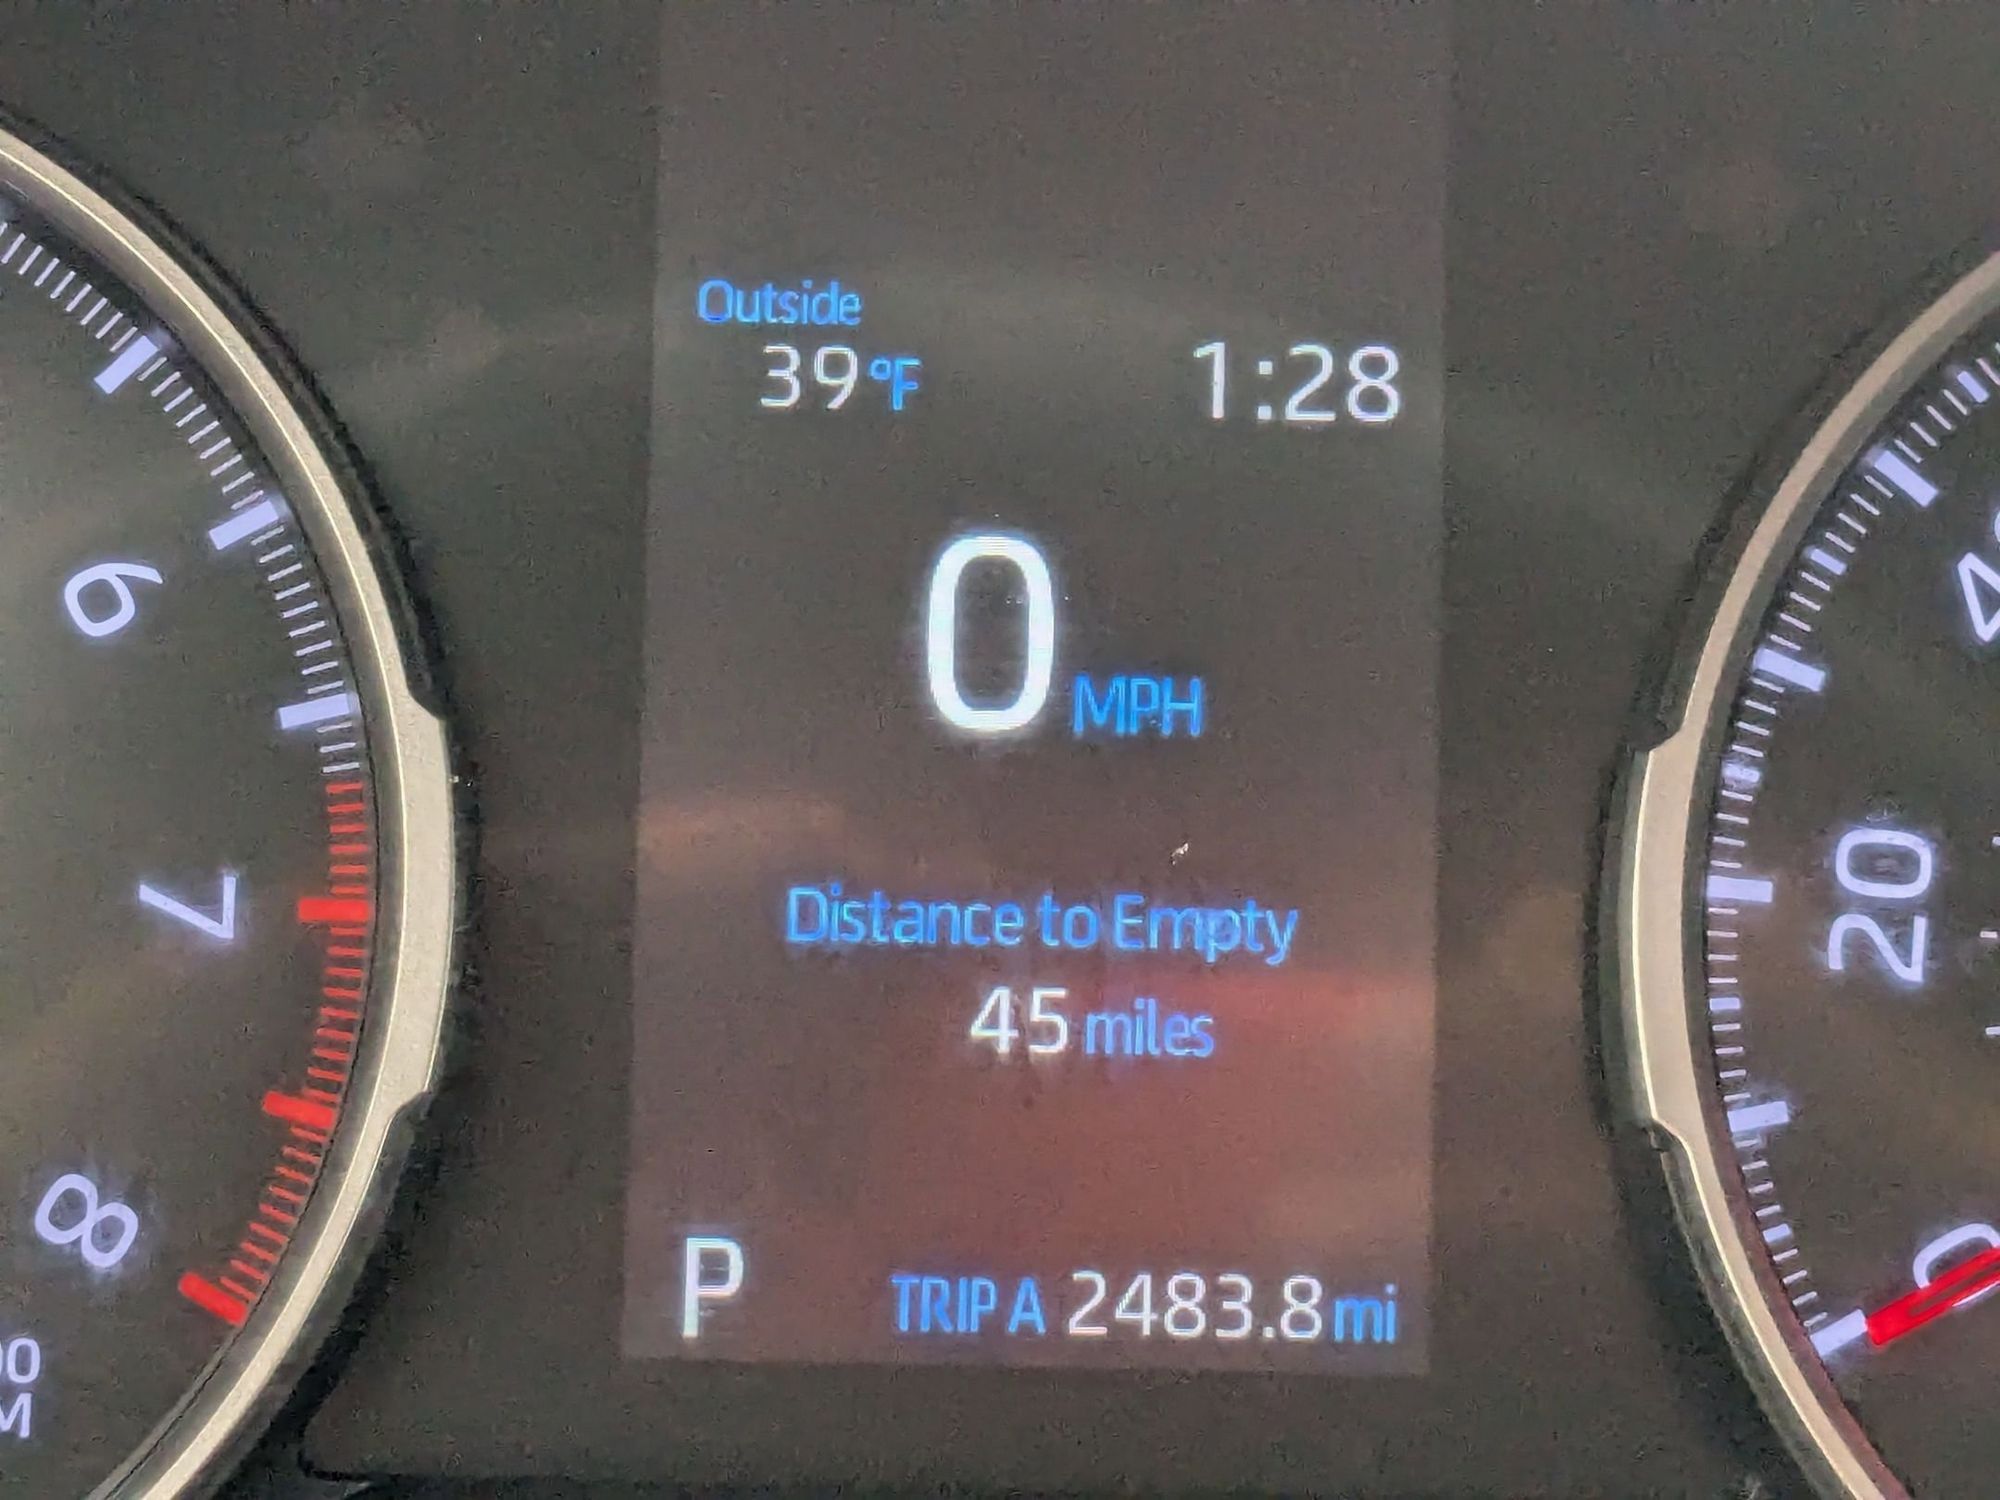 Outside
39°F 1:28
0 MPH
Distance to Empty
45 miles
P TRIP A 2483.8 mi
6
7
8
20
0